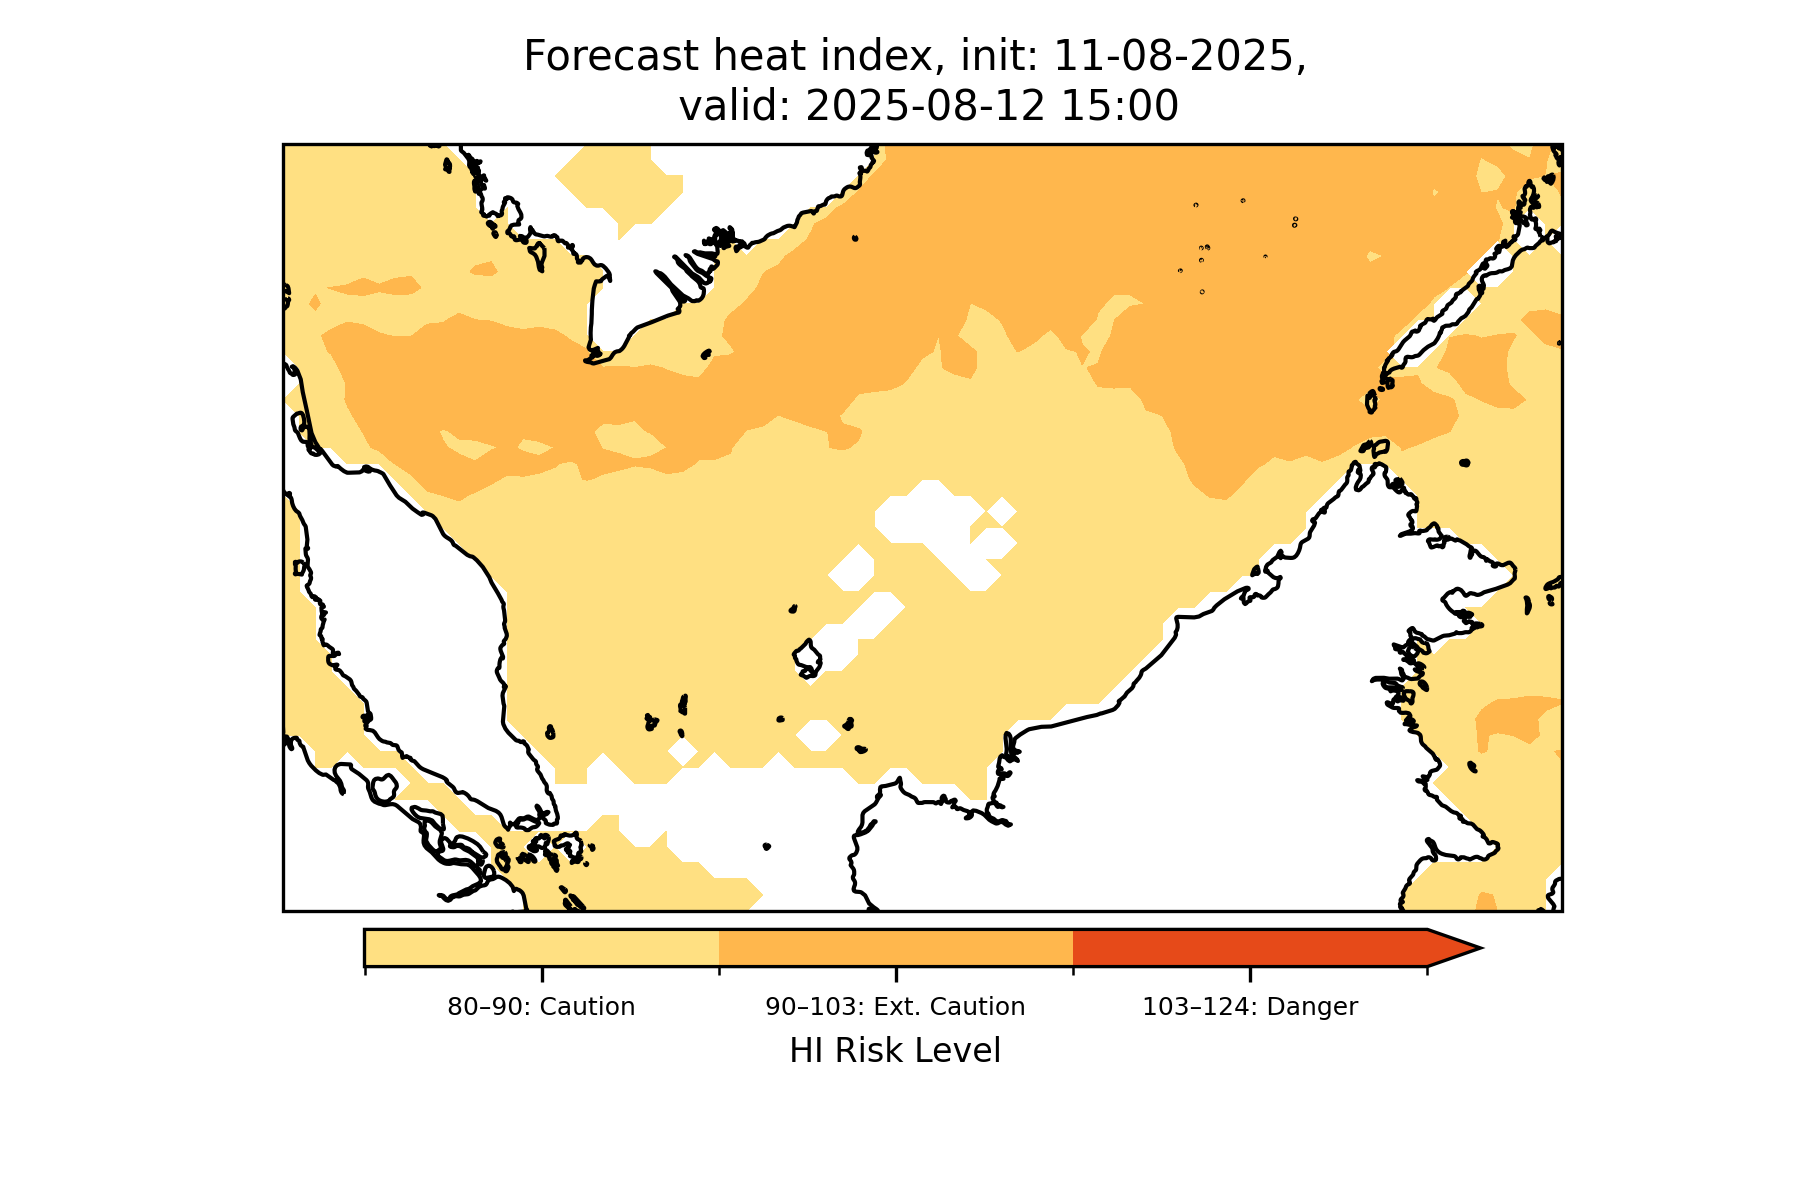 Forecast heat index, init: 11-08-2025,
valid: 2025-08-12 15:00
80–90: Caution
90–103: Ext. Caution
103–124: Danger
HI Risk Level